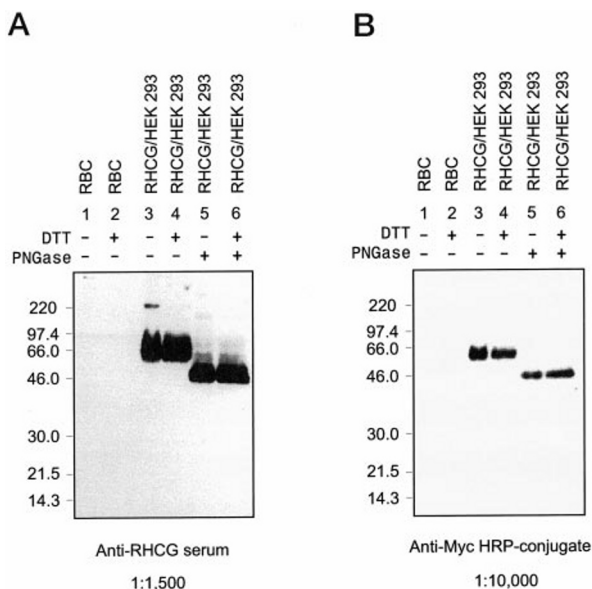 A
RBC
RBC
RHCG/HEK 293
RHCG/HEK 293
RHCG/HEK 293
RHCG/HEK 293
1 2 3 4 5 6
DTT – + – + – +
PNGase – – – – + +
220
97.4
66.0
46.0
30.0
21.5
14.3
Anti-RHCG serum
1:1,500
B
RBC
RBC
RHCG/HEK 293
RHCG/HEK 293
RHCG/HEK 293
RHCG/HEK 293
1 2 3 4 5 6
DTT – + – + – +
PNGase – – – – + +
220
97.4
66.0
46.0
30.0
21.5
14.3
Anti-Myc HRP-conjugate
1:10,000